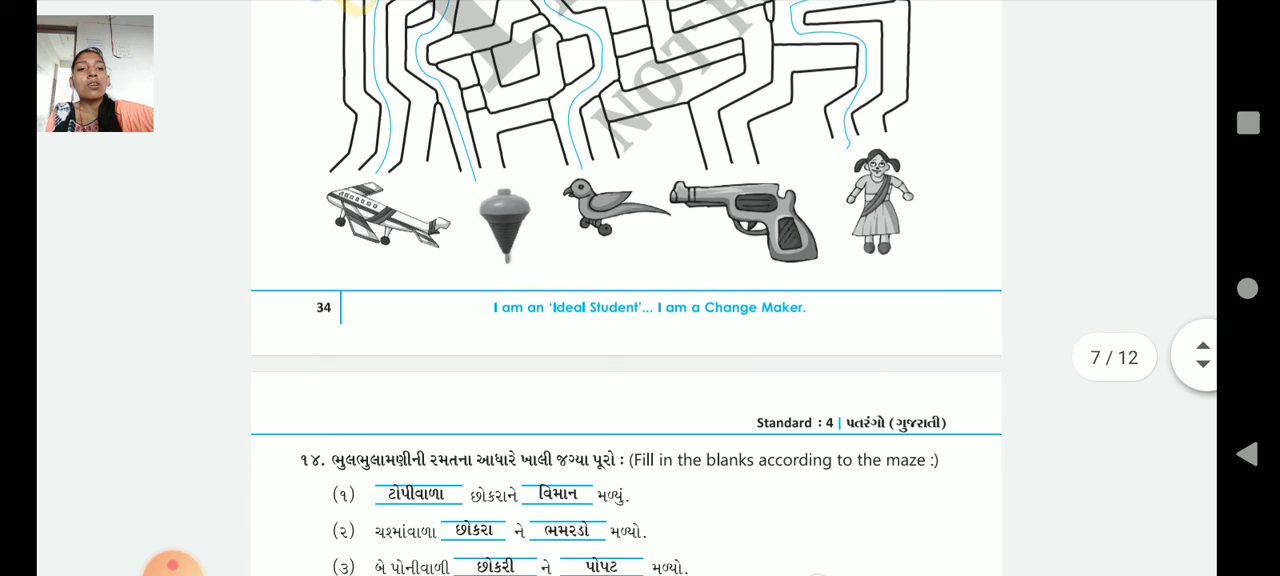 NOT F
34
I am an ‘Ideal Student’... I am a Change Maker.
7 / 12
Standard : 4 | પતરંગો (ગુજરાતી)
૧૪. ભુલભુલામણીની રમતના આધારે ખાલી જગ્યા પૂરો : (Fill in the blanks according to the maze :)
(૧) ટોપીવાળા છોકરાને વિમાન મળ્યું.
(૨) ચશ્માંવાળા છોકરા ને ભમરડો મળ્યો.
(૩) બે પોનીવાળી છોકરી ને પોપટ મળ્યો.